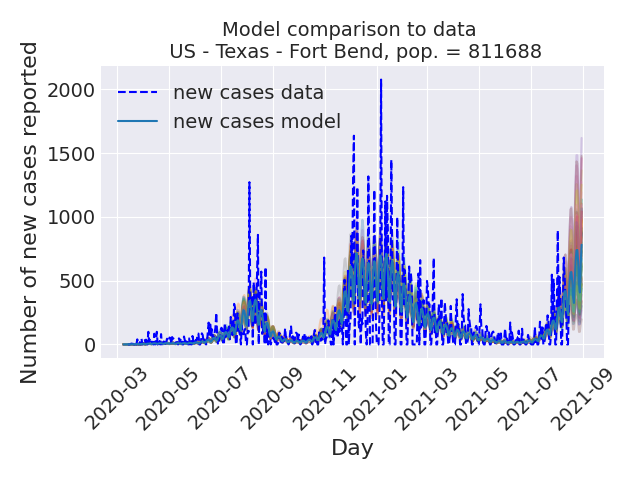 Model comparison to data
US - Texas - Fort Bend, pop. = 811688
Number of new cases reported
2000
1500
1000
500
0
new cases data
new cases model
2020-03
2020-05
2020-07
2020-09
2020-11
2021-01
2021-03
2021-05
2021-07
2021-09
Day